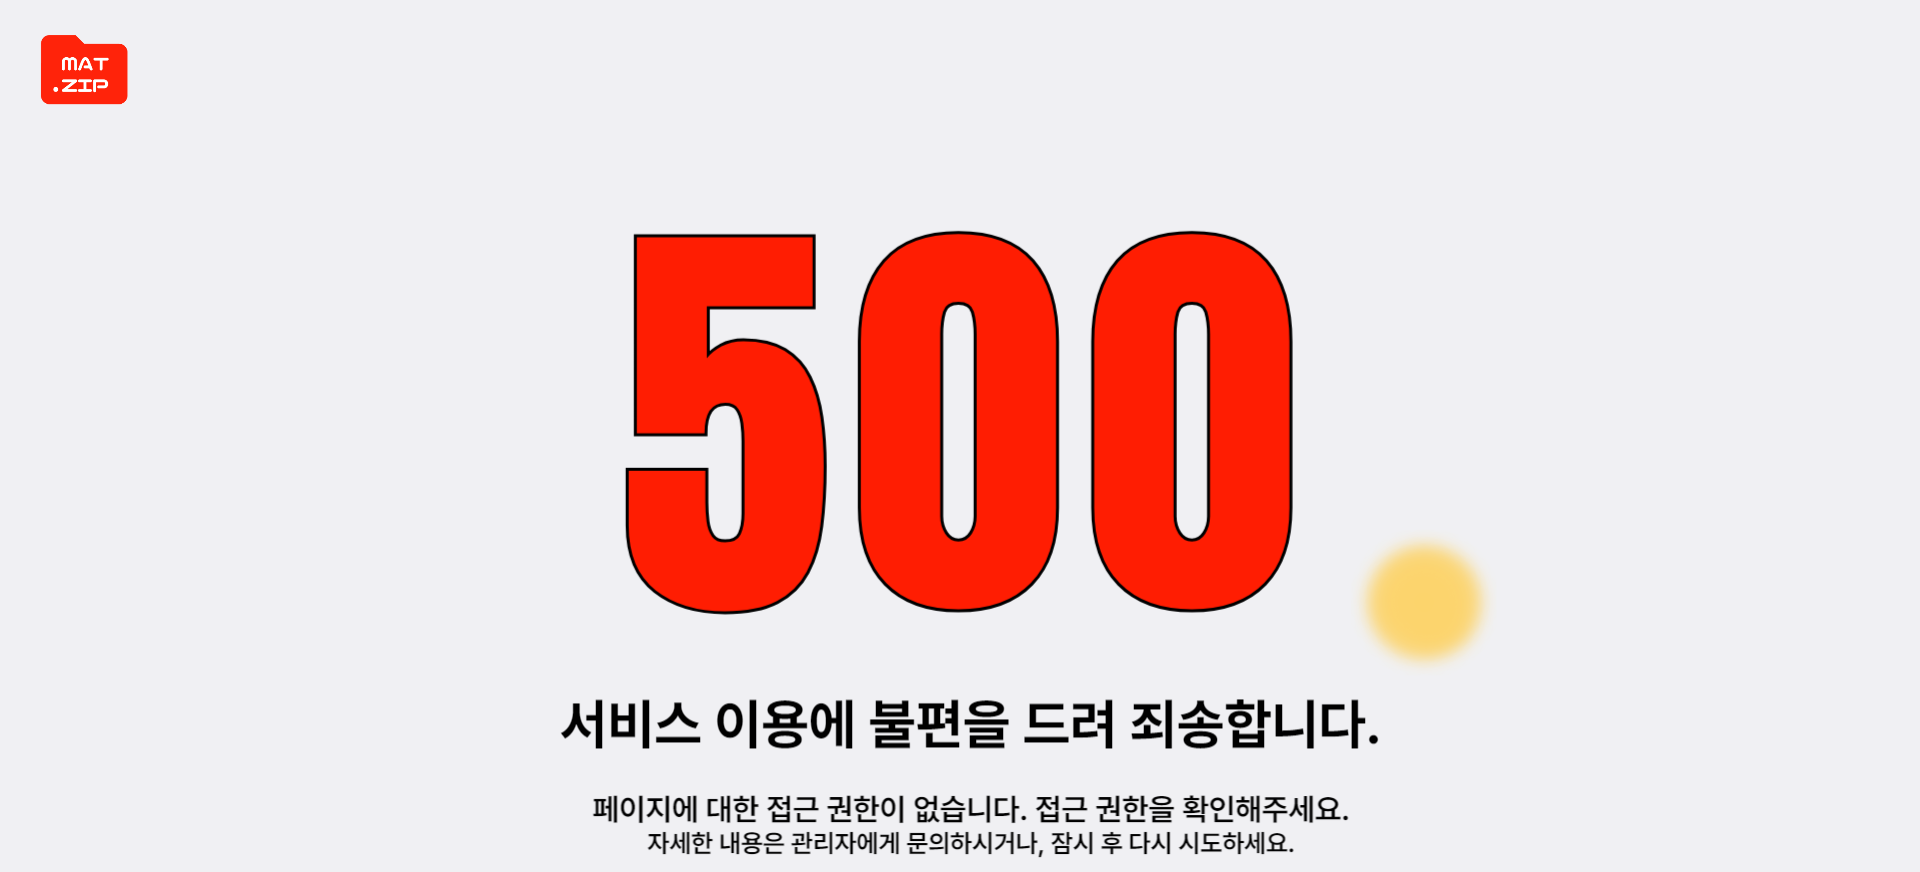 MAT
.ZIP
500
서비스 이용에 불편을 드려 죄송합니다.
페이지에 대한 접근 권한이 없습니다. 접근 권한을 확인해주세요.
자세한 내용은 관리자에게 문의하시거나, 잠시 후 다시 시도하세요.